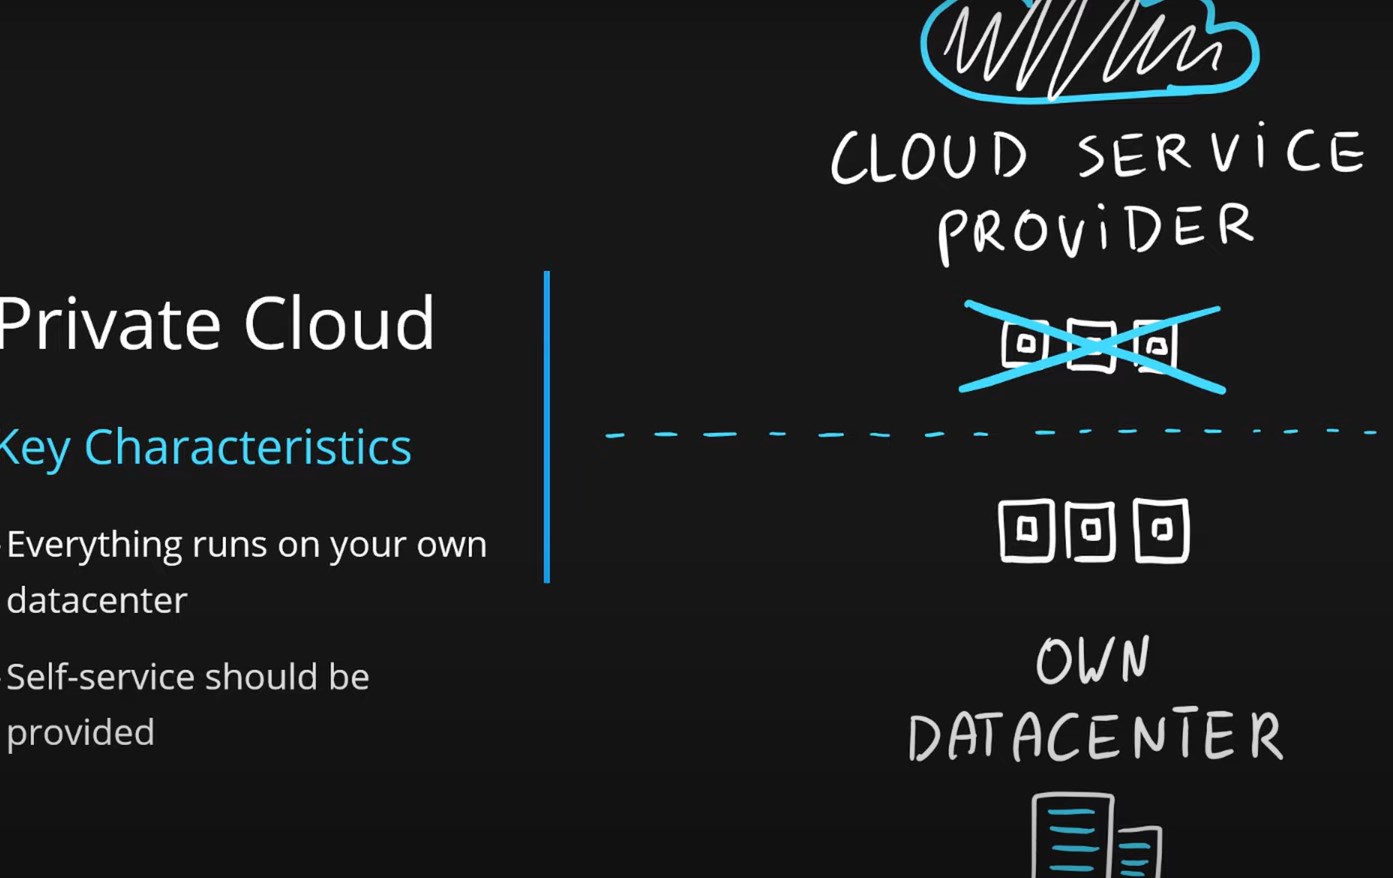 Private Cloud
Key Characteristics
Everything runs on your own
datacenter
Self-service should be
provided
CLOUD SERViCE
PROViDER
OWN
DATACENTER